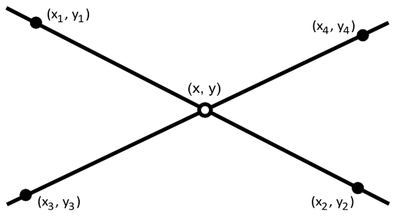 (x₁, y₁)
(x₄, y₄)
(x, y)
(x₃, y₃)
(x₂, y₂)